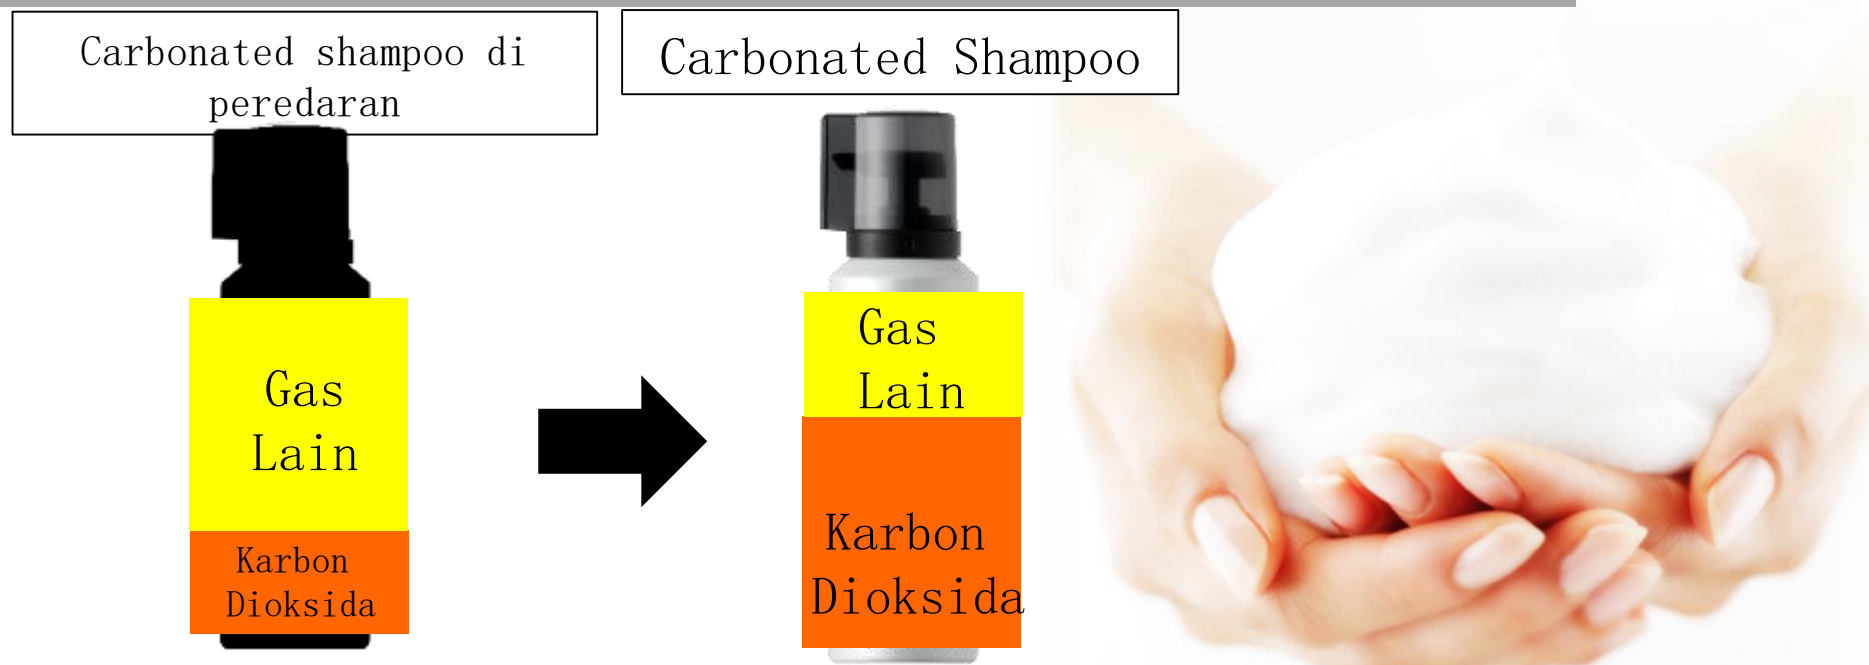 Carbonated shampoo di
peredaran
Carbonated Shampoo
Gas
Lain
Karbon
Dioksida
Gas
Lain
Karbon
Dioksida